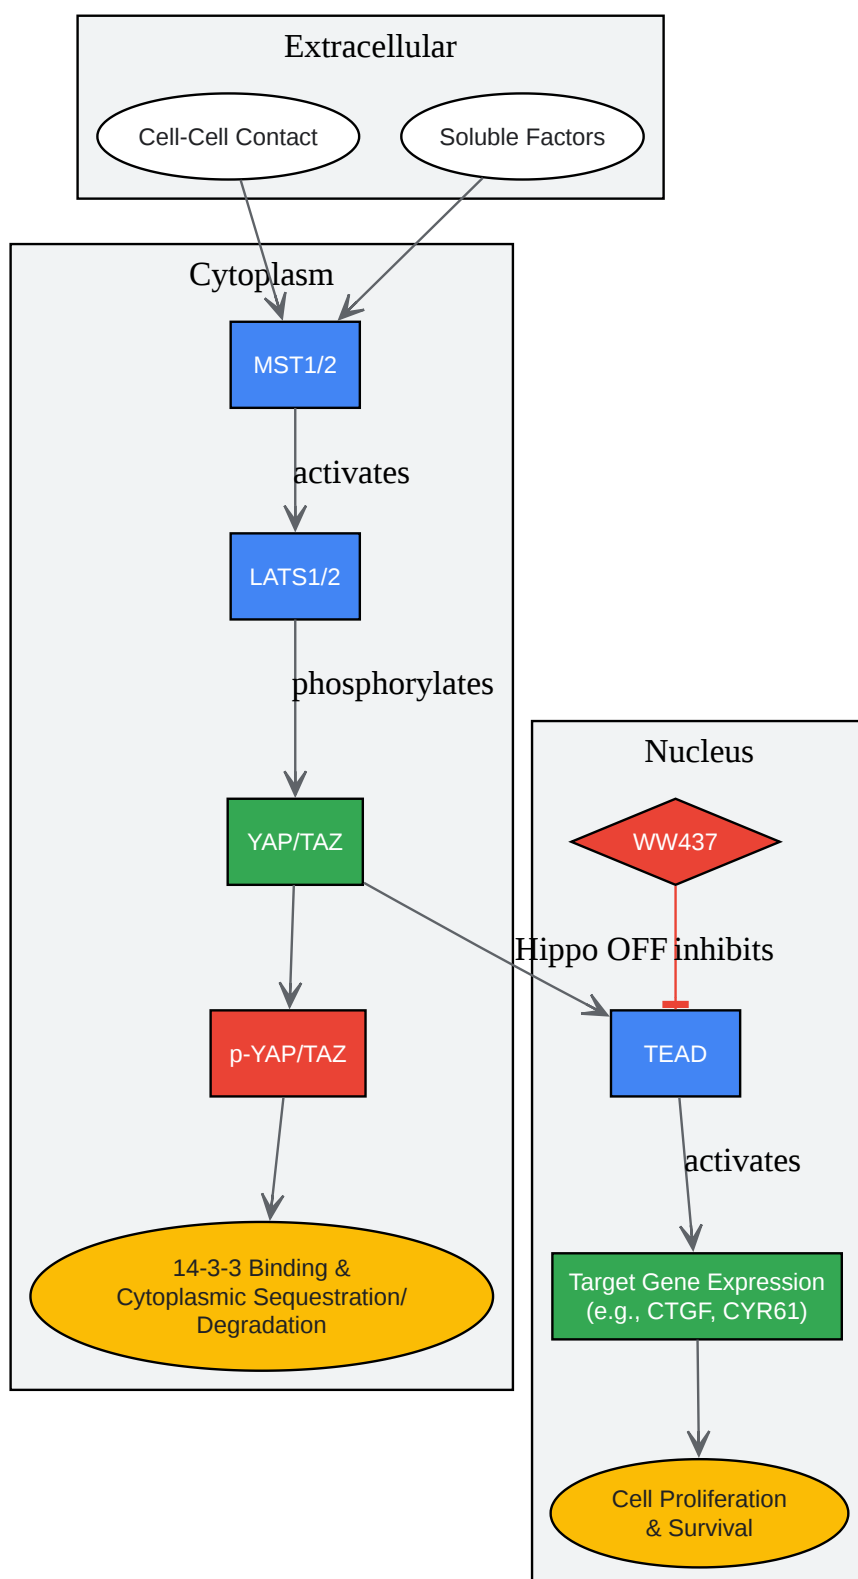 Extracellular
Cell-Cell Contact
Soluble Factors
Cytoplasm
MST1/2
activates
LATS1/2
phosphorylates
YAP/TAZ
p-YAP/TAZ
14-3-3 Binding &
Cytoplasmic Sequestration/
Degradation
Nucleus
WW437
Hippo OFF
inhibits
TEAD
activates
Target Gene Expression
(e.g., CTGF, CYR61)
Cell Proliferation
& Survival